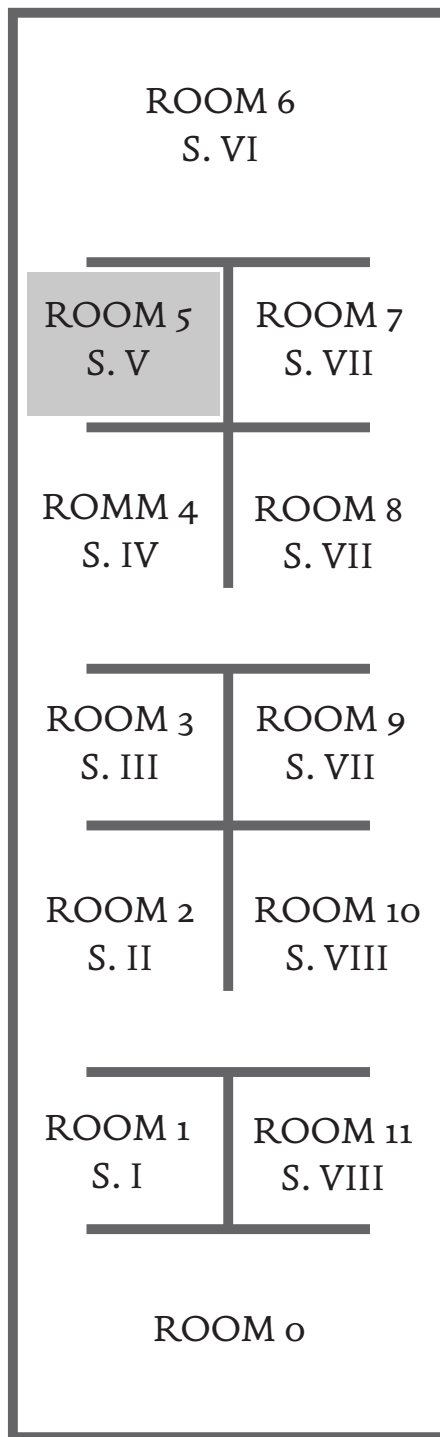 ROOM 6
S. VI
ROOM 5
S. V
ROOM 7
S. VII
ROMM 4
S. IV
ROOM 8
S. VII
ROOM 3
S. III
ROOM 9
S. VII
ROOM 2
S. II
ROOM 10
S. VIII
ROOM 1
S. I
ROOM 11
S. VIII
ROOM 0